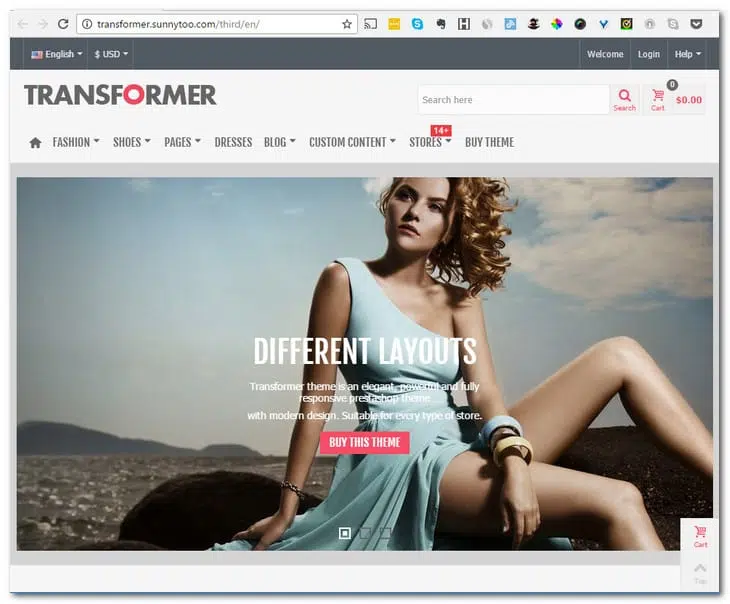 transformer.sunnytoo.com/third/en/
English
$ USD
Welcome
Login
Help
TRANSFORMER
Search here
Search
0
Cart
$0.00
14+
FASHION
SHOES
PAGES
DRESSES
BLOG
CUSTOM CONTENT
STORES
BUY THEME
DIFFERENT LAYOUTS
Transformer theme is an elegant, powerful and fully
responsive prestashop theme
with modern design. Suitable for every type of store.
BUY THIS THEME
Cart
Top